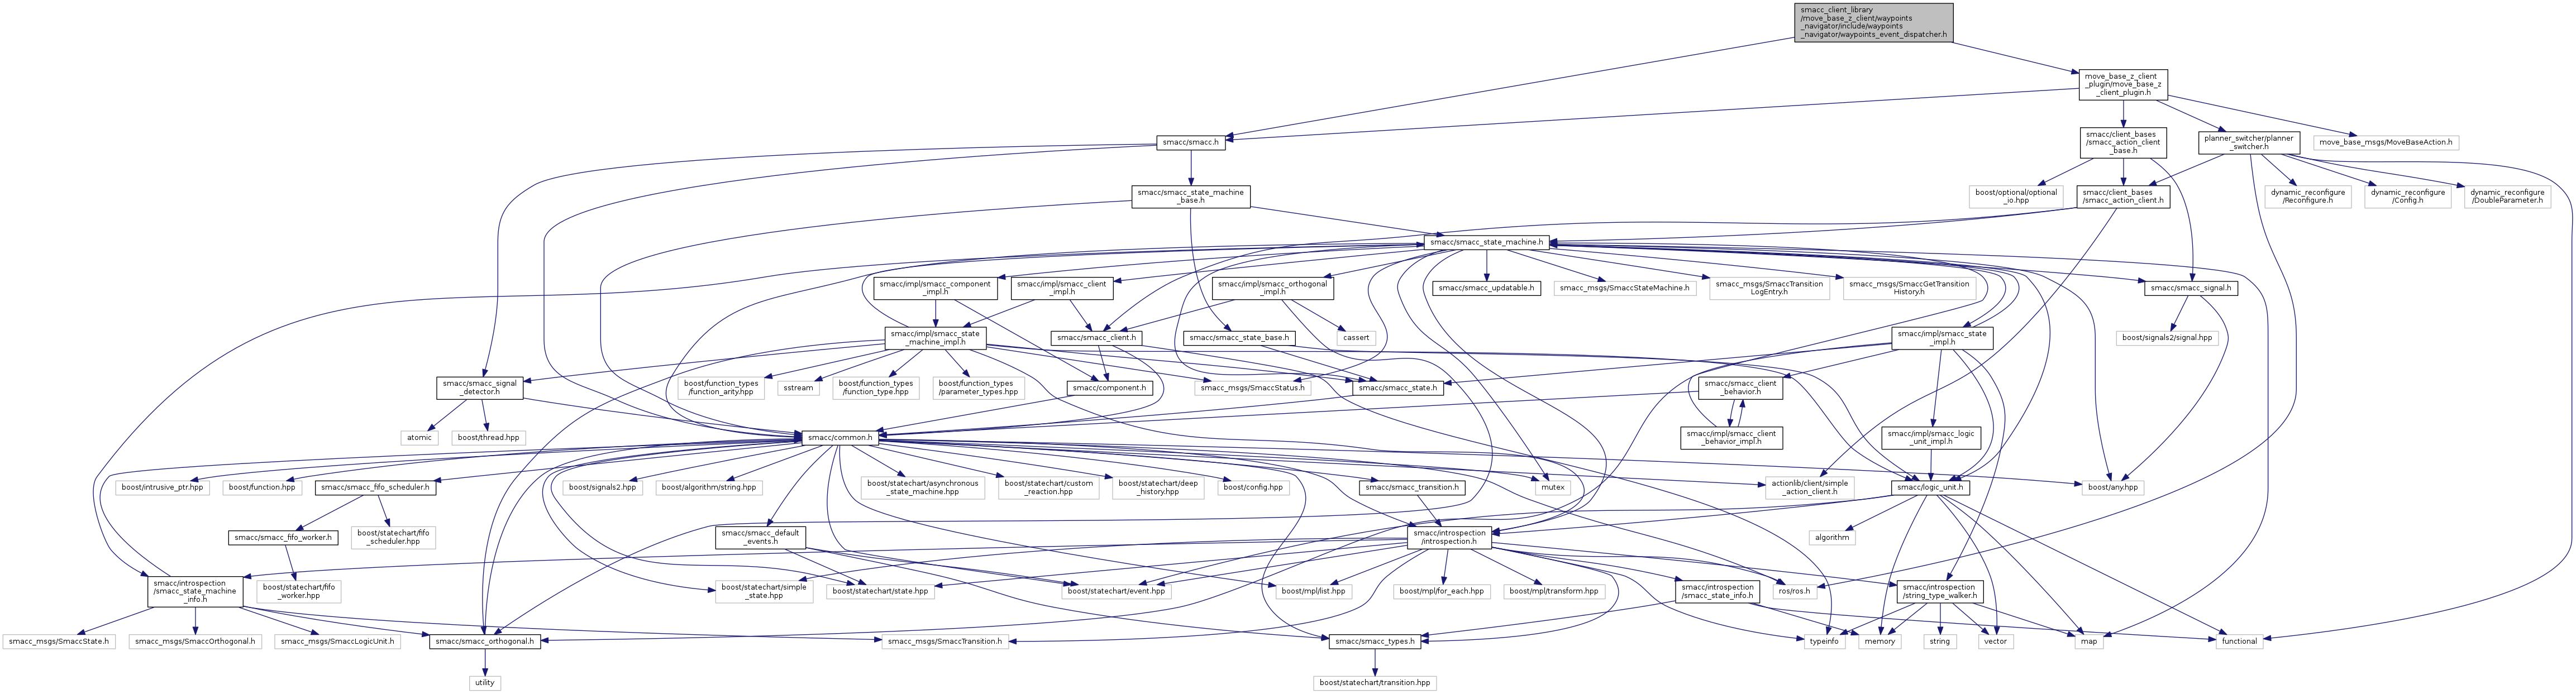 smacc_client_library
/move_base_z_client/waypoints
_navigator/include/waypoints
_navigator/waypoints_event_dispatcher.h
move_base_z_client
_plugin/move_base_z
_client_plugin.h
smacc/smacc.h
smacc/client_bases
/smacc_action_client
_base.h
planner_switcher/planner
_switcher.h
move_base_msgs/MoveBaseAction.h
smacc/smacc_state_machine
_base.h
boost/optional/optional
_io.hpp
smacc/client_bases
/smacc_action_client.h
dynamic_reconfigure
/Reconfigure.h
dynamic_reconfigure
/Config.h
dynamic_reconfigure
/DoubleParameter.h
smacc/smacc_state_machine.h
smacc/impl/smacc_component
_impl.h
smacc/impl/smacc_client
_impl.h
smacc/impl/smacc_orthogonal
_impl.h
smacc/smacc_updatable.h
smacc_msgs/SmaccStateMachine.h
smacc_msgs/SmaccTransition
LogEntry.h
smacc_msgs/SmaccGetTransition
History.h
smacc/smacc_signal.h
smacc/impl/smacc_state
_machine_impl.h
smacc/smacc_client.h
smacc/smacc_state_base.h
cassert
smacc/impl/smacc_state
_impl.h
boost/signals2/signal.hpp
smacc/smacc_signal
_detector.h
boost/function_types
/function_arity.hpp
sstream
boost/function_types
/function_type.hpp
boost/function_types
/parameter_types.hpp
smacc/component.h
smacc_msgs/SmaccStatus.h
smacc/smacc_state.h
smacc/smacc_client
_behavior.h
atomic
boost/thread.hpp
smacc/common.h
smacc/impl/smacc_client
_behavior_impl.h
smacc/impl/smacc_logic
_unit_impl.h
boost/intrusive_ptr.hpp
boost/function.hpp
smacc/smacc_fifo_scheduler.h
boost/signals2.hpp
boost/algorithm/string.hpp
boost/statechart/asynchronous
_state_machine.hpp
boost/statechart/custom
_reaction.hpp
boost/statechart/deep
_history.hpp
boost/config.hpp
smacc/smacc_transition.h
mutex
actionlib/client/simple
_action_client.h
smacc/logic_unit.h
boost/any.hpp
smacc/smacc_fifo_worker.h
boost/statechart/fifo
_scheduler.hpp
smacc/smacc_default
_events.h
smacc/introspection
/introspection.h
algorithm
smacc/introspection
/smacc_state_machine
_info.h
boost/statechart/fifo
_worker.hpp
boost/statechart/simple
_state.hpp
boost/statechart/state.hpp
boost/statechart/event.hpp
boost/mpl/list.hpp
boost/mpl/for_each.hpp
boost/mpl/transform.hpp
smacc/introspection
/smacc_state_info.h
ros/ros.h
smacc/introspection
/string_type_walker.h
smacc_msgs/SmaccState.h
smacc_msgs/SmaccOrthogonal.h
smacc_msgs/SmaccLogicUnit.h
smacc/smacc_orthogonal.h
smacc_msgs/SmaccTransition.h
smacc/smacc_types.h
typeinfo
memory
string
vector
map
functional
utility
boost/statechart/transition.hpp